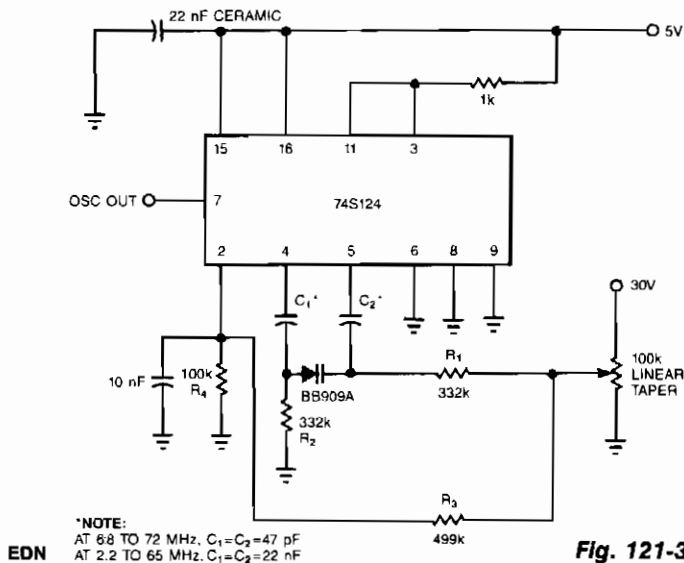 22 nF CERAMIC
5V
1k
15
16
11
3
OSC OUT
7
74S124
2
4
5
6
8
9
30V
C₁*
C₂*
R₁
332k
100k
LINEAR
TAPER
10 nF
100k
R₄
BB909A
332k
R₂
R₃
499k
*NOTE:
AT 6.8 TO 72 MHz, C₁=C₂=47 pF
AT 2.2 TO 65 MHz, C₁=C₂=22 nF
EDN
Fig. 121-3